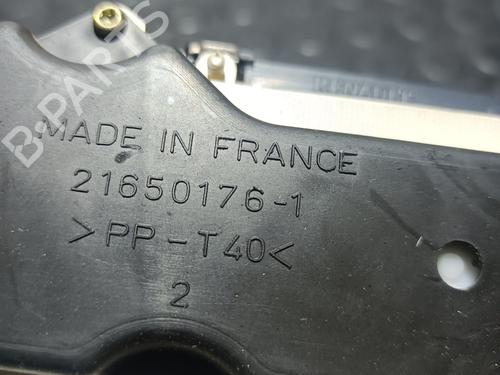 B-PARTS
RENAULT
MADE IN FRANCE
21650176-1
>PP-T40<
2